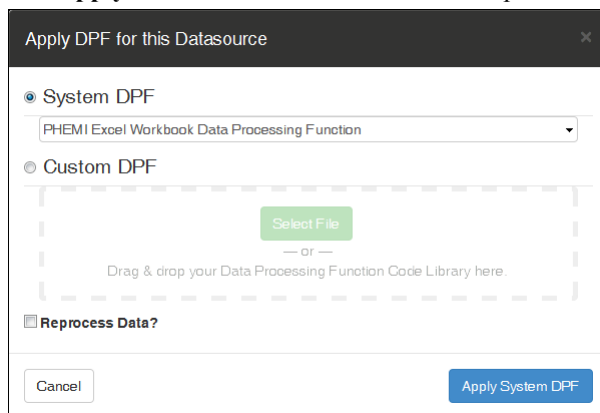 Apply DPF for this Datasource ×
System DPF
PHEMI Excel Workbook Data Processing Function
Custom DPF
Select File
— or —
Drag & drop your Data Processing Function Code Library here.
Reprocess Data?
Cancel Apply System DPF